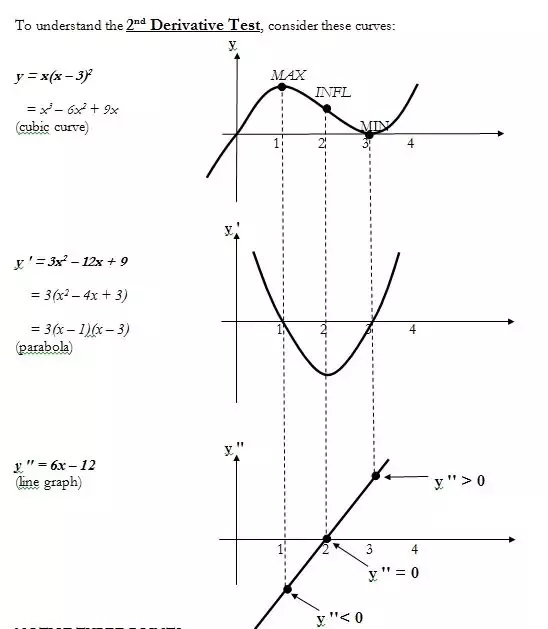 To understand the 2nd Derivative Test, consider these curves:
y
y = x(x – 3)²
= x³ – 6x² + 9x
(cubic curve)
MAX
INFL
MIN
1 2 3 4
y '
y ' = 3x² – 12x + 9
= 3(x² – 4x + 3)
= 3(x – 1)(x – 3)
(parabola)
1 2 3 4
y "
y " = 6x – 12
(line graph)
y '' > 0
1 2 3 4
y '' = 0
y ''< 0